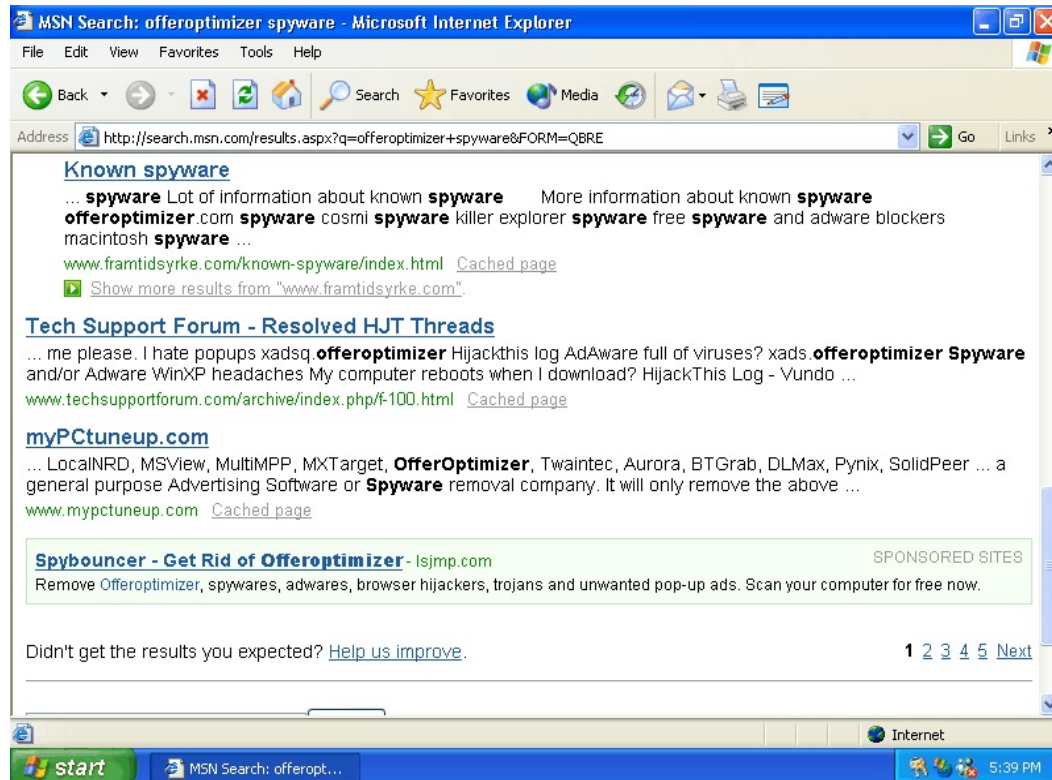 MSN Search: offeroptimizer spyware - Microsoft Internet Explorer
File Edit View Favorites Tools Help
Back Search Favorites Media
Address http://search.msn.com/results.aspx?q=offeroptimizer+spyware&FORM=QBRE Go Links
Known spyware
... spyware Lot of information about known spyware More information about known spyware
offeroptimizer.com spyware cosmi spyware killer explorer spyware free spyware and adware blockers
macintosh spyware ...
www.framtidsyrke.com/known-spyware/index.html Cached page
Show more results from "www.framtidsyrke.com".
Tech Support Forum - Resolved HJT Threads
... me please. I hate popups xadsq.offeroptimizer Hijackthis log AdAware full of viruses? xads.offeroptimizer Spyware
and/or Adware WinXP headaches My computer reboots when I download? HijackThis Log - Vundo ...
www.techsupportforum.com/archive/index.php/f-100.html Cached page
myPCtuneup.com
... LocalNRD, MSView, MultiMPP, MXTarget, OfferOptimizer, Twaintec, Aurora, BTGrab, DLMax, Pynix, SolidPeer ... a
general purpose Advertising Software or Spyware removal company. It will only remove the above ...
www.mypctuneup.com Cached page
Spybouncer - Get Rid of Offeroptimizer - lsjmp.com SPONSORED SITES
Remove Offeroptimizer, spywares, adwares, browser hijackers, trojans and unwanted pop-up ads. Scan your computer for free now.
Didn't get the results you expected? Help us improve. 1 2 3 4 5 Next
Internet
start MSN Search: offeropt... 5:39 PM